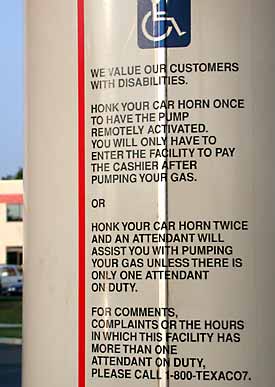 WE VALUE OUR CUSTOMERS
WITH DISABILITIES.
HONK YOUR CAR HORN ONCE
TO HAVE THE PUMP
REMOTELY ACTIVATED.
YOU WILL ONLY HAVE TO
ENTER THE FACILITY TO PAY
THE CASHIER AFTER
PUMPING YOUR GAS.
OR
HONK YOUR CAR HORN TWICE
AND AN ATTENDANT WILL
ASSIST YOU WITH PUMPING
YOUR GAS UNLESS THERE IS
ONLY ONE ATTENDANT
ON DUTY.
FOR COMMENTS,
COMPLAINTS OR THE HOURS
IN WHICH THIS FACILITY HAS
MORE THAN ONE
ATTENDANT ON DUTY,
PLEASE CALL 1-800-TEXACO7.